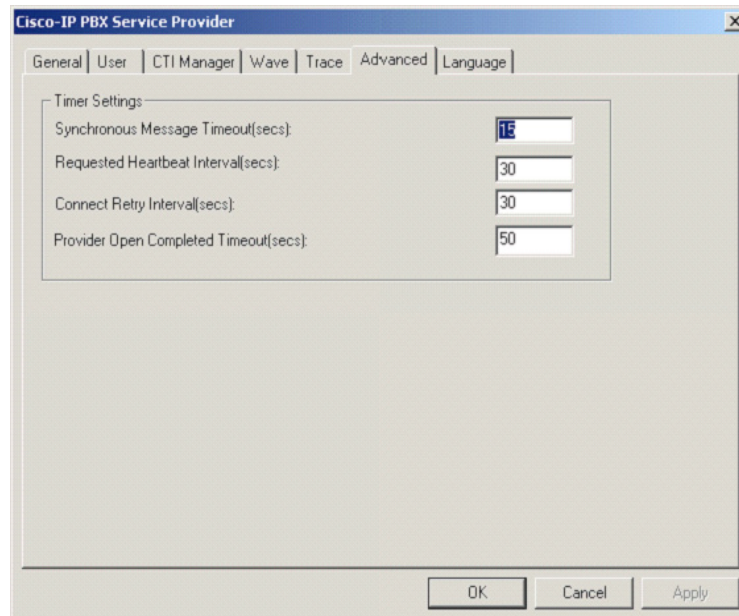 Cisco-IP PBX Service Provider
General User CTI Manager Wave Trace Advanced Language
Timer Settings
Synchronous Message Timeout(secs): 15
Requested Heartbeat Interval(secs): 30
Connect Retry Interval(secs): 30
Provider Open Completed Timeout(secs): 50
OK Cancel Apply